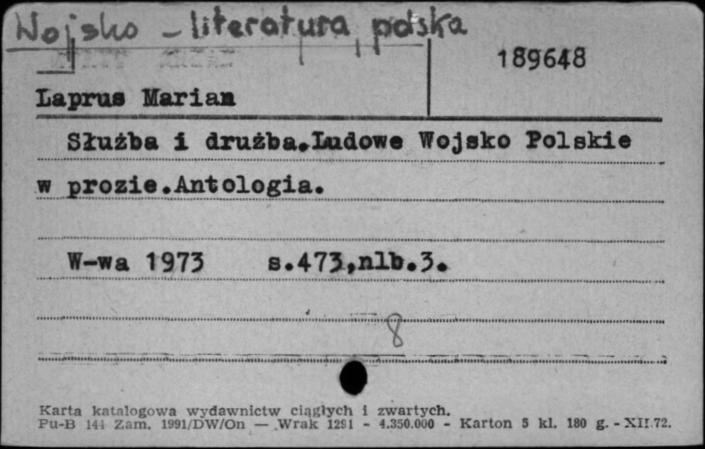 Wojsko - literatura polska
189648
Laprus Marian
Służba i drużba.Ludowe Wojsko Polskie
w prozie.Antologia.
W-wa 1973 s.473,nlb.3.
8
Karta katalogowa wydawnictw ciągłych i zwartych.
Pu-B 144 Zam. 1991/DW/On — Wrak 1291 - 4.350.000 - Karton 5 kl. 180 g. - XII.72.